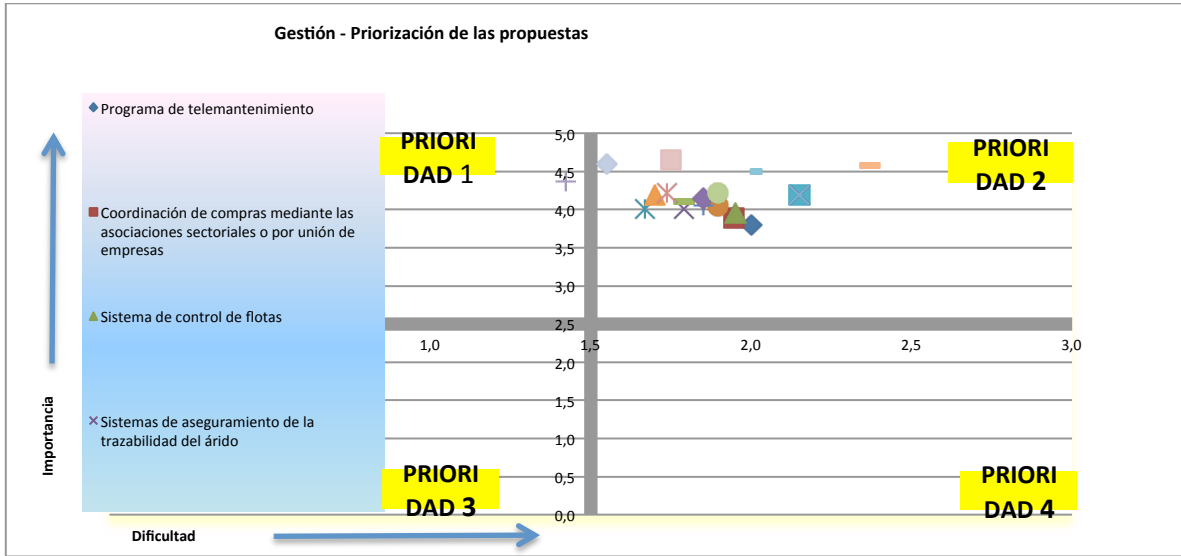 Gestión - Priorización de las propuestas
Programa de telemantenimiento
Coordinación de compras mediante las
asociaciones sectoriales o por unión de
empresas
Sistema de control de flotas
Sistemas de aseguramiento de la
trazabilidad del árido
Importancia
Dificultad
PRIORI
DAD 1
PRIORI
DAD 2
PRIORI
DAD 3
PRIORI
DAD 4
5,0
4,5
4,0
3,5
3,0
2,5
2,0
1,5
1,0
0,5
0,0
1,0
1,5
2,0
2,5
3,0